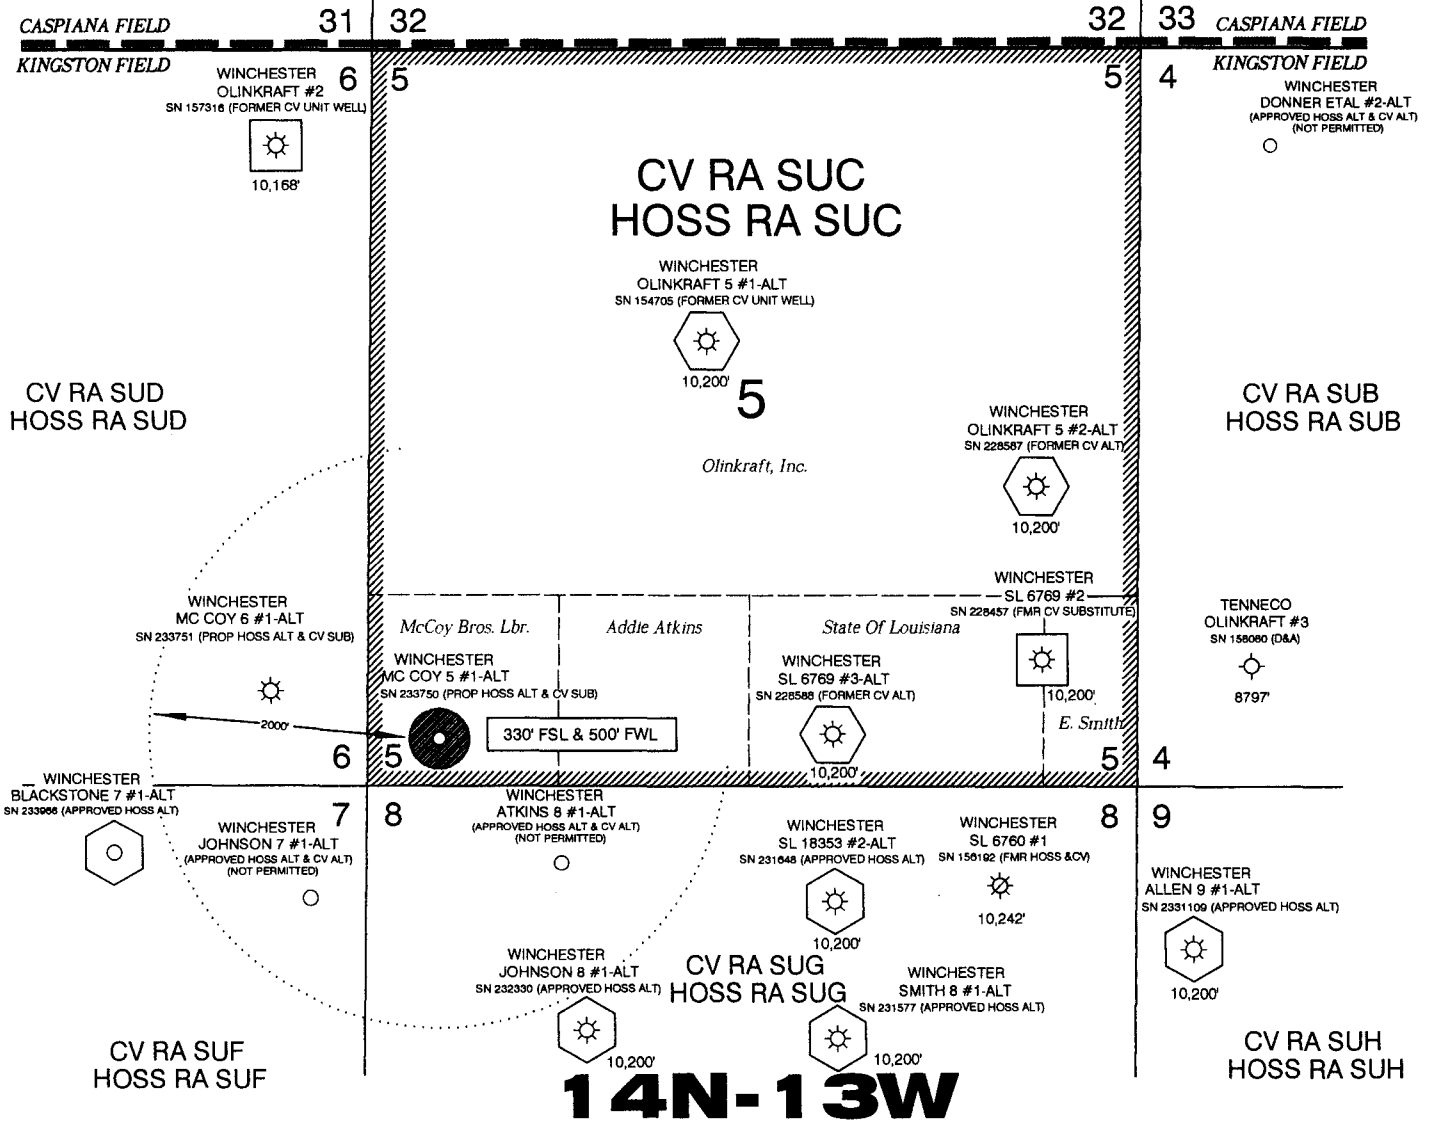 CASPIANA FIELD
31
32
32
33
CASPIANA FIELD
KINGSTON FIELD
6
5
5
4
KINGSTON FIELD
WINCHESTER
OLINKRAFT #2
SN 157316 (FORMER CV UNIT WELL)
10,168'
WINCHESTER
DONNER ETAL #2-ALT
(APPROVED HOSS ALT & CV ALT)
(NOT PERMITTED)
CV RA SUC
HOSS RA SUC
WINCHESTER
OLINKRAFT 5 #1-ALT
SN 154705 (FORMER CV UNIT WELL)
10,200'
5
CV RA SUD
HOSS RA SUD
CV RA SUB
HOSS RA SUB
WINCHESTER
OLINKRAFT 5 #2-ALT
SN 228587 (FORMER CV ALT)
10,200'
Olinkraft, Inc.
WINCHESTER
SL 6769 #2
SN 228457 (FMR CV SUBSTITUTE)
10,200'
WINCHESTER
MC COY 6 #1-ALT
SN 233751 (PROP HOSS ALT & CV SUB)
McCoy Bros. Lbr.
Addie Atkins
State Of Louisiana
TENNECO
OLINKRAFT #3
SN 158080 (D&A)
8797'
WINCHESTER
MC COY 5 #1-ALT
SN 233750 (PROP HOSS ALT & CV SUB)
WINCHESTER
SL 6769 #3-ALT
SN 228588 (FORMER CV ALT)
10,200'
E. Smith
2000'
330' FSL & 500' FWL
6
5
5
4
WINCHESTER
BLACKSTONE 7 #1-ALT
SN 233966 (APPROVED HOSS ALT)
7
8
8
9
WINCHESTER
JOHNSON 7 #1-ALT
(APPROVED HOSS ALT & CV ALT)
(NOT PERMITTED)
WINCHESTER
ATKINS 8 #1-ALT
(APPROVED HOSS ALT & CV ALT)
(NOT PERMITTED)
WINCHESTER
SL 18353 #2-ALT
SN 231648 (APPROVED HOSS ALT)
10,200'
WINCHESTER
SL 6760 #1
SN 156192 (FMR HOSS &CV)
10,242'
WINCHESTER
ALLEN 9 #1-ALT
SN 2331109 (APPROVED HOSS ALT)
10,200'
WINCHESTER
JOHNSON 8 #1-ALT
SN 232330 (APPROVED HOSS ALT)
10,200'
CV RA SUG
HOSS RA SUG
WINCHESTER
SMITH 8 #1-ALT
SN 231577 (APPROVED HOSS ALT)
10,200'
CV RA SUF
HOSS RA SUF
CV RA SUH
HOSS RA SUH
14N-13W